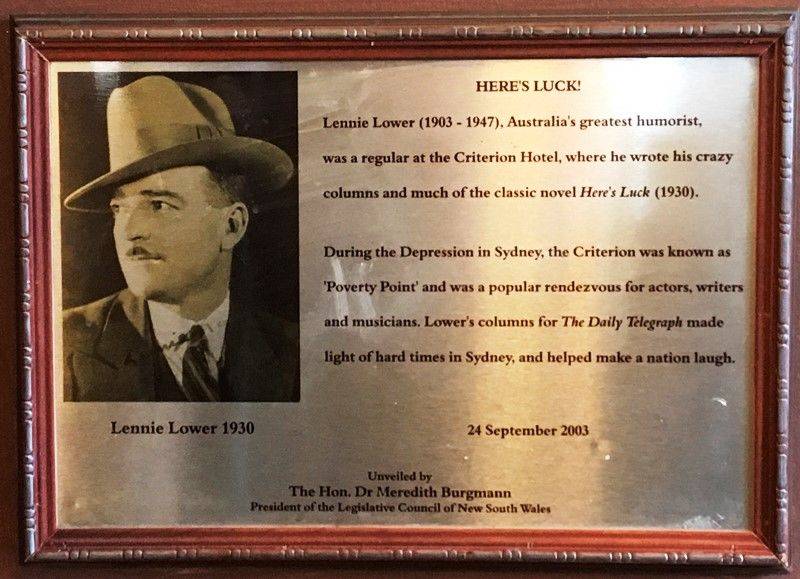 HERE'S LUCK!
Lennie Lower (1903 - 1947), Australia's greatest humorist,
was a regular at the Criterion Hotel, where he wrote his crazy
columns and much of the classic novel Here's Luck (1930).
During the Depression in Sydney, the Criterion was known as
'Poverty Point' and was a popular rendezvous for actors, writers
and musicians. Lower's columns for The Daily Telegraph made
light of hard times in Sydney, and helped make a nation laugh.
Lennie Lower 1930
24 September 2003
Unveiled by
The Hon. Dr Meredith Burgmann
President of the Legislative Council of New South Wales